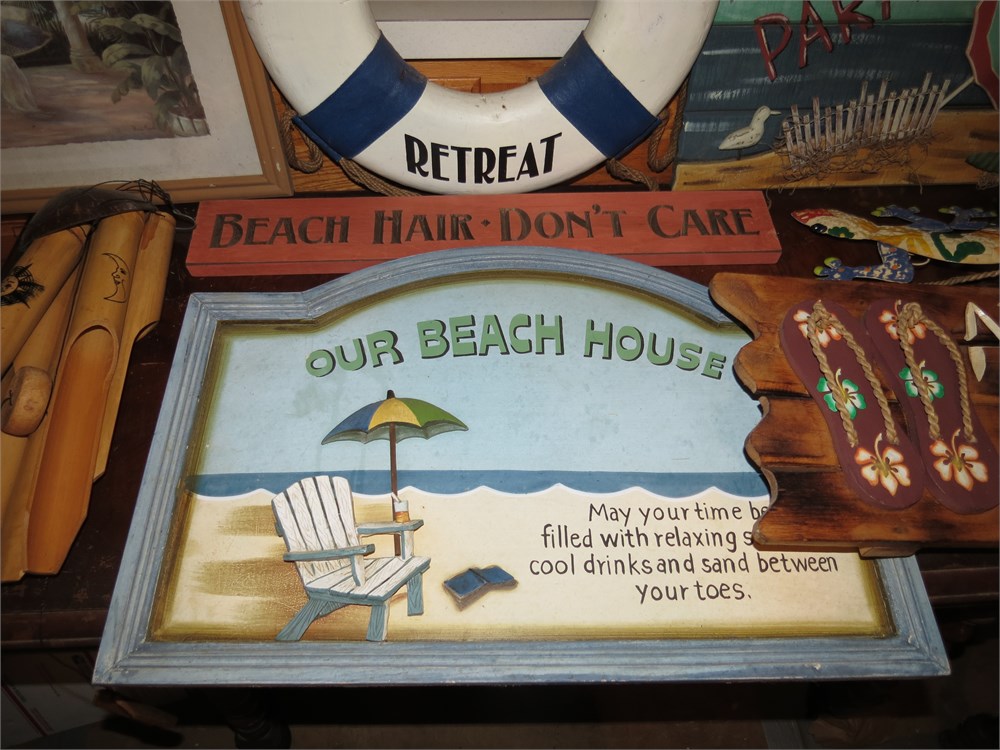 PAR
RETREAT
BEACH HAIR · DON'T CARE
OUR BEACH HOUSE
May your time be
filled with relaxing s
cool drinks and sand between
your toes.